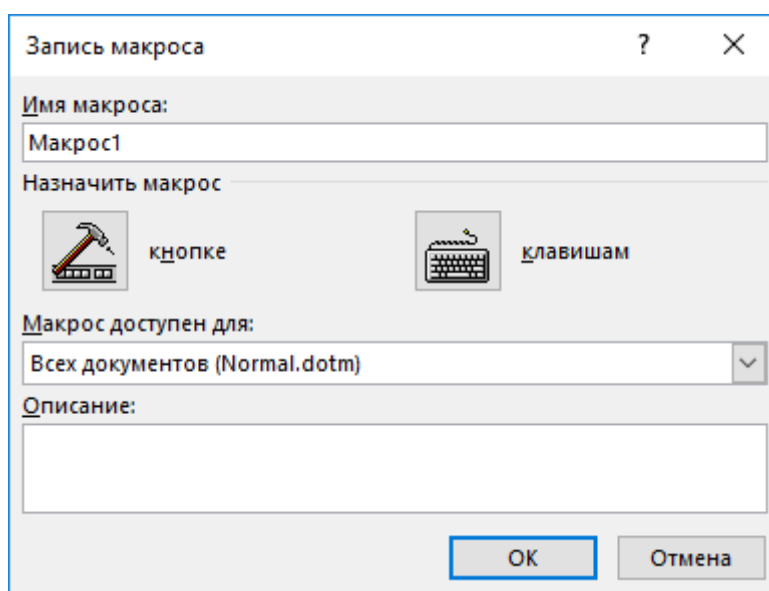 Запись макроса ?
Имя макроса:
Макрос1
Назначить макрос
кнопке клавишам
Макрос доступен для:
Всех документов (Normal.dotm)
Описание:
ОК Отмена